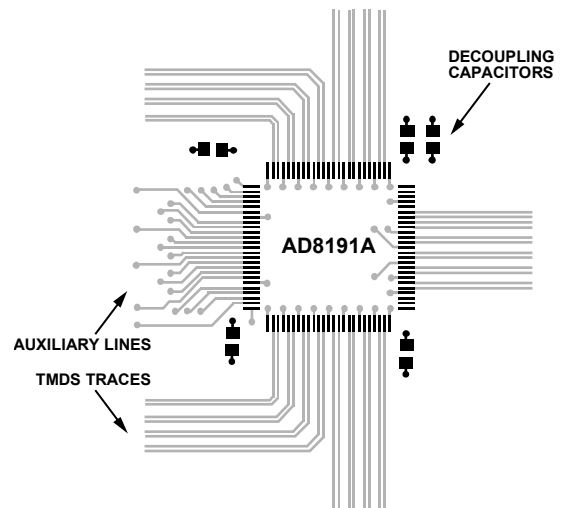 DECOUPLING
CAPACITORS
AD8191A
AUXILIARY LINES
TMDS TRACES